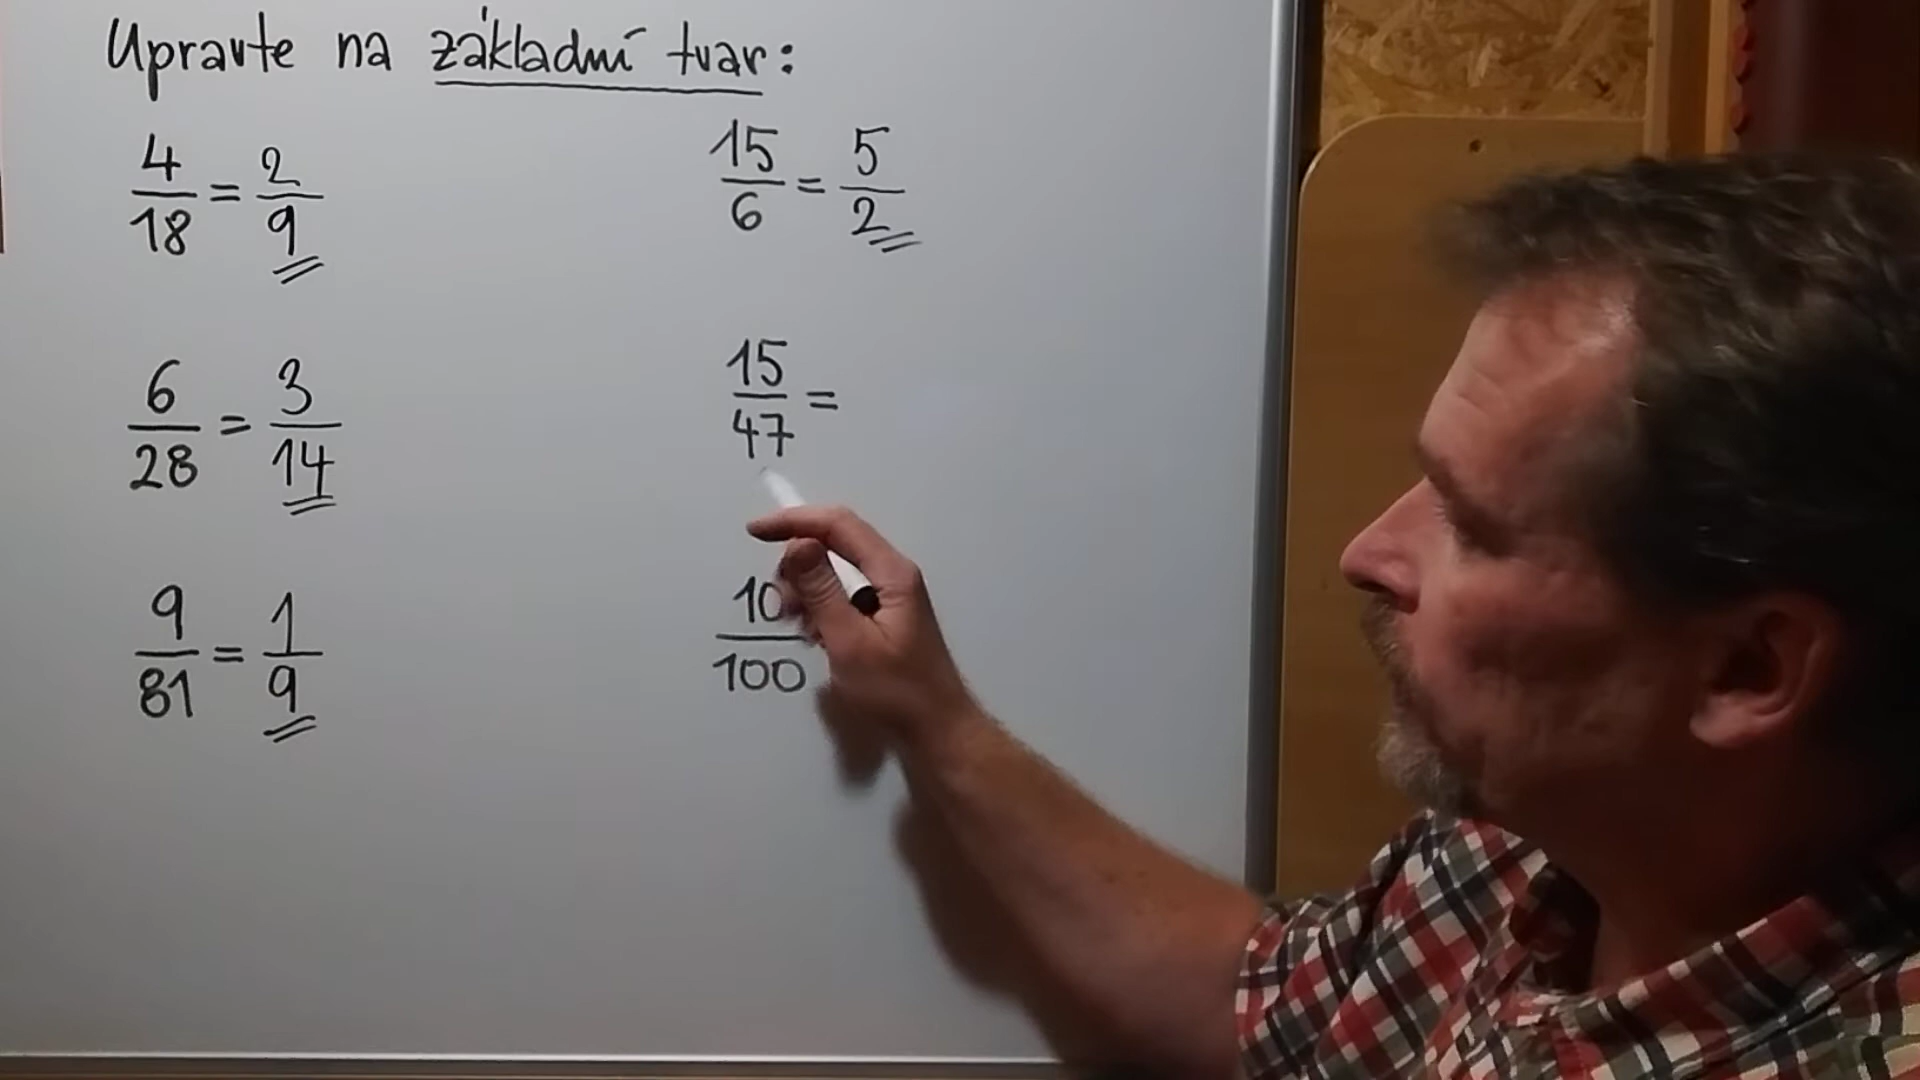 Upravte na základní tvar:
4/18 = 2/9
15/6 = 5/2
6/28 = 3/14
15/47 =
9/81 = 1/9
10/100